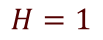 H = 1